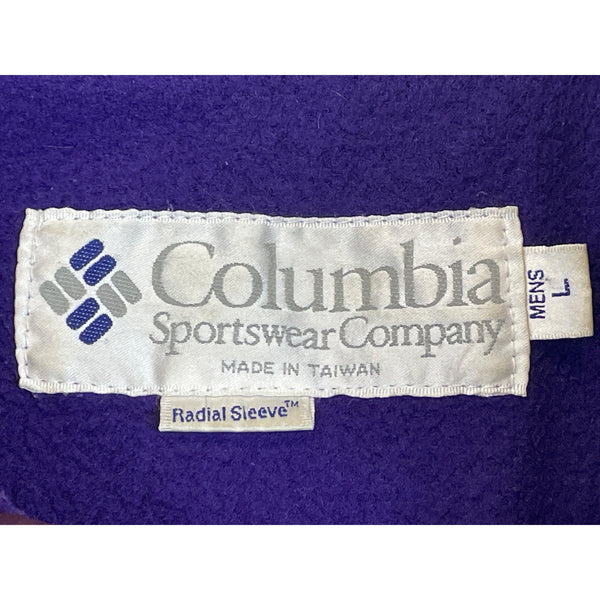 Columbia
Sportswear Company
MADE IN TAIWAN
Radial Sleeve™
MENS
L